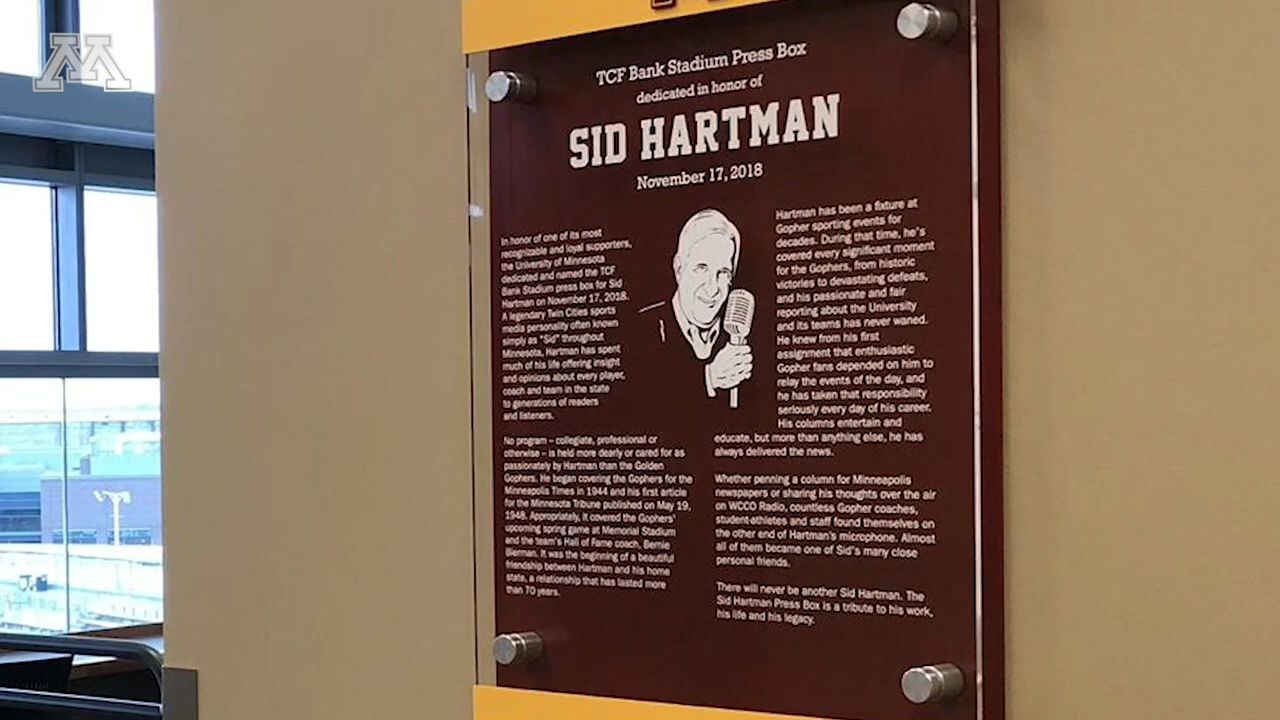 M
TCF Bank Stadium Press Box
dedicated in honor of
SID HARTMAN
November 17, 2018
In honor of one of its most
recognizable and loyal supporters,
the University of Minnesota
dedicated and named the TCF
Bank Stadium press box for Sid
Hartman on November 17, 2018.
A legendary Twin Cities sports
media personality often known
simply as "Sid" throughout
Minnesota, Hartman has spent
much of his life offering insight
and opinions about every player,
coach and team in the state
to generations of readers
and listeners.
No program – collegiate, professional or
otherwise – is held more dearly or cared for as
passionately by Hartman than the Golden
Gophers. He began covering the Gophers for the
Minneapolis Times in 1944 and his first article
for the Minnesota Tribune published on May 19,
1948. Appropriately, it covered the Gophers'
upcoming spring game at Memorial Stadium
and the team's Hall of Fame coach, Bernie
Bierman. It was the beginning of a beautiful
friendship between Hartman and his home
state, a relationship that has lasted more
than 70 years.
Hartman has been a fixture at
Gopher sporting events for
decades. During that time, he's
covered every significant moment
for the Gophers, from historic
victories to devastating defeats,
and his passionate and fair
reporting about the University
and its teams has never waned.
He knew from his first
assignment that enthusiastic
Gopher fans depended on him to
relay the events of the day, and
he has taken that responsibility
seriously every day of his career.
His columns entertain and
educate, but more than anything else, he has
always delivered the news.
Whether penning a column for Minneapolis
newspapers or sharing his thoughts over the air
on WCCO Radio, countless Gopher coaches,
student-athletes and staff found themselves on
the other end of Hartman's microphone. Almost
all of them became one of Sid's many close
personal friends.
There will never be another Sid Hartman. The
Sid Hartman Press Box is a tribute to his work,
his life and his legacy.